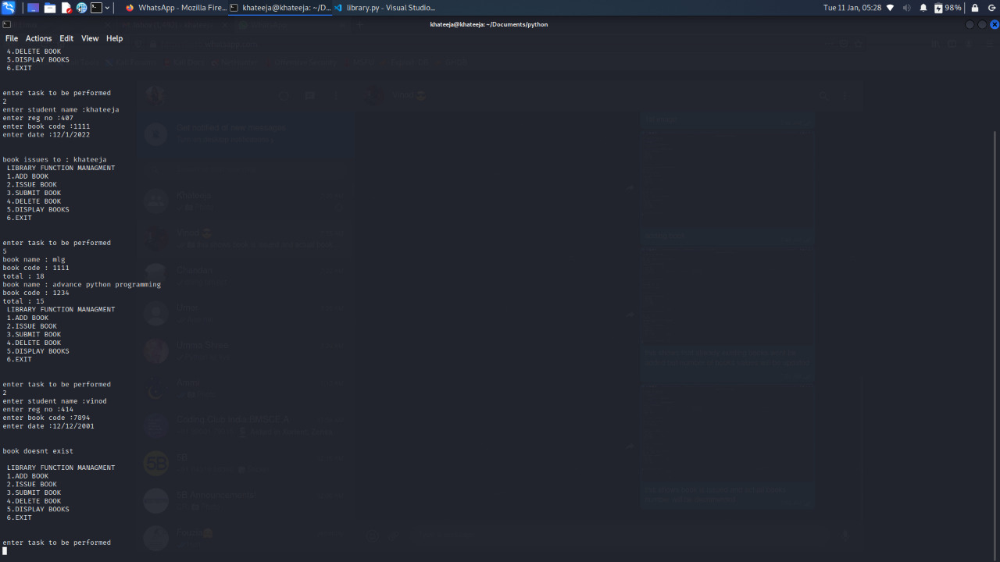 WhatsApp - Mozilla Fire...
khateeja@khateeja: ~/D...
library.py - Visual Studio...
Tue 11 Jan, 05:28
98%
khateeja@khateeja: ~/Documents/python
File Actions Edit View Help
4.DELETE BOOK
5.DISPLAY BOOKS
6.EXIT
enter task to be performed
2
enter student name :khateeja
enter reg no :407
enter book code :1111
enter date :12/1/2022
book issues to : khateeja
LIBRARY FUNCTION MANAGMENT
1.ADD BOOK
2.ISSUE BOOK
3.SUBMIT BOOK
4.DELETE BOOK
5.DISPLAY BOOKS
6.EXIT
enter task to be performed
5
book name : mlg
book code : 1111
total : 18
book name : advance python programming
book code : 1234
total : 15
LIBRARY FUNCTION MANAGMENT
1.ADD BOOK
2.ISSUE BOOK
3.SUBMIT BOOK
4.DELETE BOOK
5.DISPLAY BOOKS
6.EXIT
enter task to be performed
2
enter student name :vinod
enter reg no :414
enter book code :7894
enter date :12/12/2001
book doesnt exist
LIBRARY FUNCTION MANAGMENT
1.ADD BOOK
2.ISSUE BOOK
3.SUBMIT BOOK
4.DELETE BOOK
5.DISPLAY BOOKS
6.EXIT
enter task to be performed